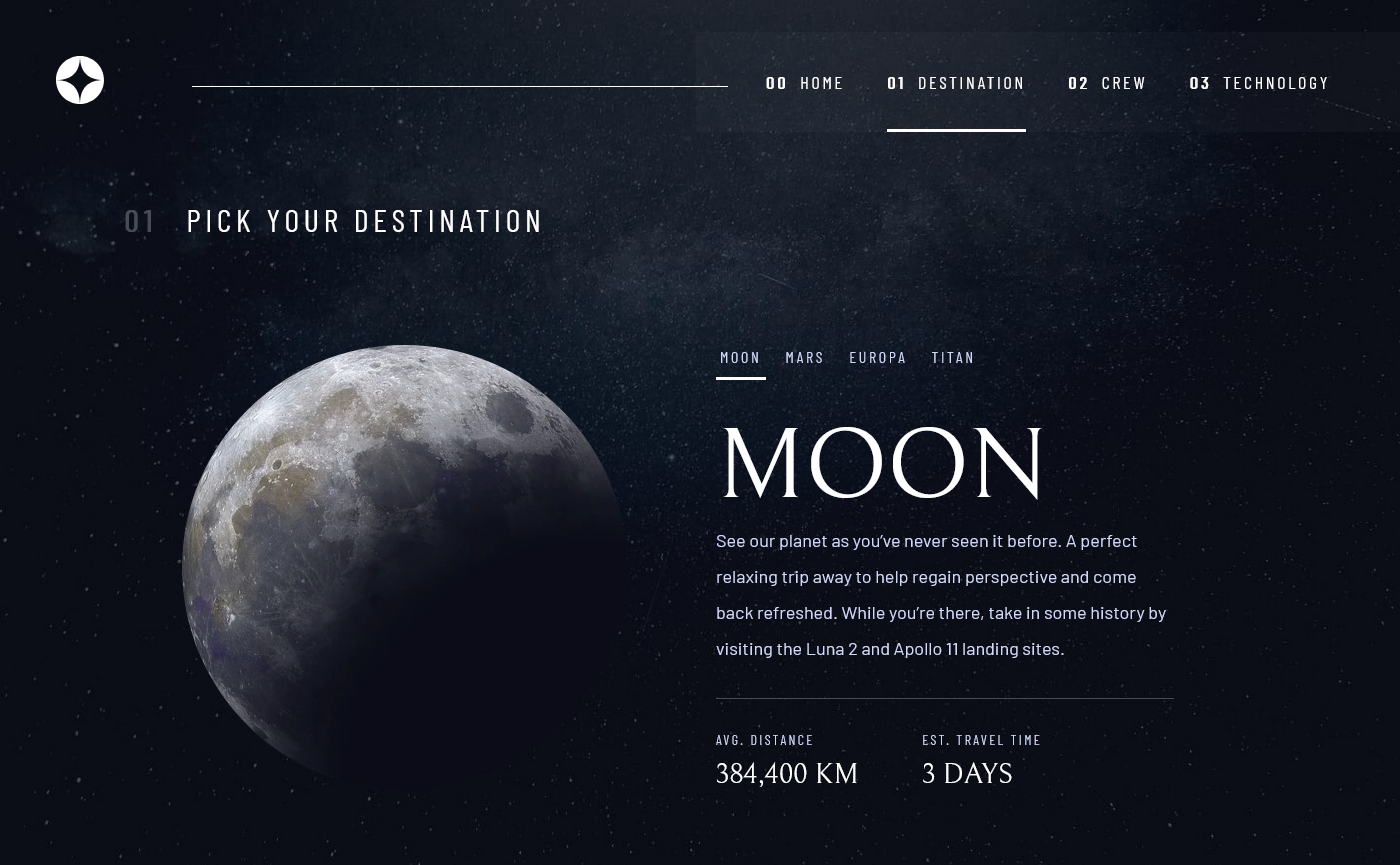 00 HOME 01 DESTINATION 02 CREW 03 TECHNOLOGY
01 PICK YOUR DESTINATION
MOON MARS EUROPA TITAN
MOON
See our planet as you’ve never seen it before. A perfect
relaxing trip away to help regain perspective and come
back refreshed. While you’re there, take in some history by
visiting the Luna 2 and Apollo 11 landing sites.
AVG. DISTANCE
384,400 KM
EST. TRAVEL TIME
3 DAYS